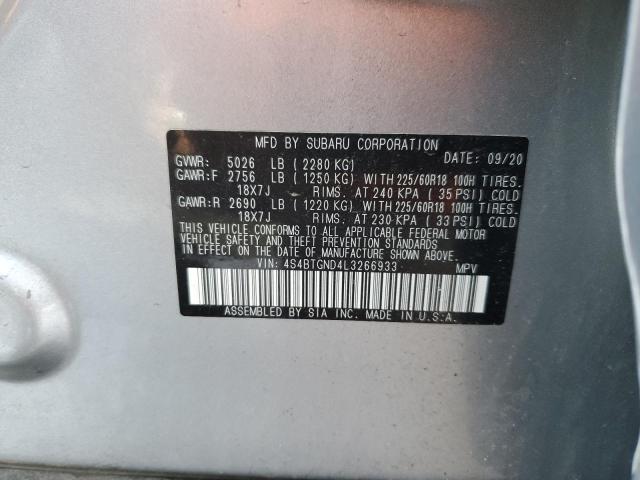 MFD BY SUBARU CORPORATION
GVWR: 5026 LB ( 2280 KG) DATE: 09/20
GAWR:F 2756 LB ( 1250 KG) WITH 225/60R18 100H TIRES.
18X7J RIMS. AT 240 KPA ( 35 PSI) COLD
GAWR:R 2690 LB ( 1220 KG) WITH 225/60R18 100H TIRES.
18X7J RIMS. AT 230 KPA ( 33 PSI) COLD
THIS VEHICLE CONFORMS TO ALL APPLICABLE FEDERAL MOTOR
VEHICLE SAFETY AND THEFT PREVENTION STANDARDS IN EFFECT
ON THE DATE OF MANUFACTURE SHOWN ABOVE.
VIN: 4S4BTGND4L3266933 MPV
ASSEMBLED BY SIA INC. MADE IN U.S.A.